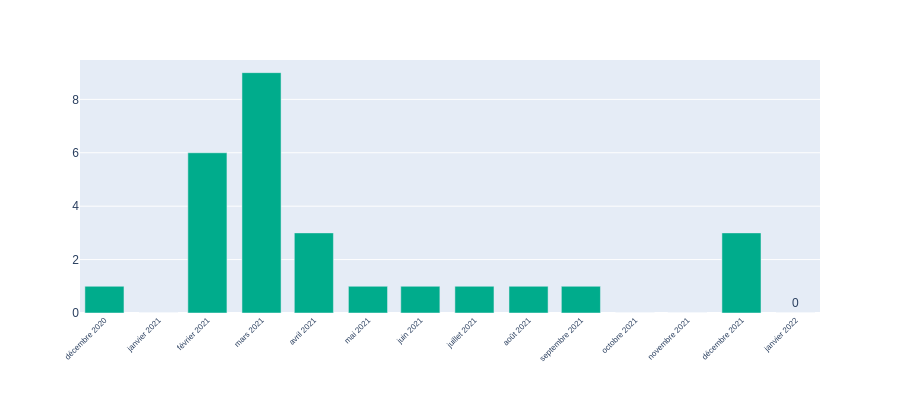 8
6
4
2
0
0
décembre 2020
janvier 2021
février 2021
mars 2021
avril 2021
mai 2021
juin 2021
juillet 2021
août 2021
septembre 2021
octobre 2021
novembre 2021
décembre 2021
janvier 2022